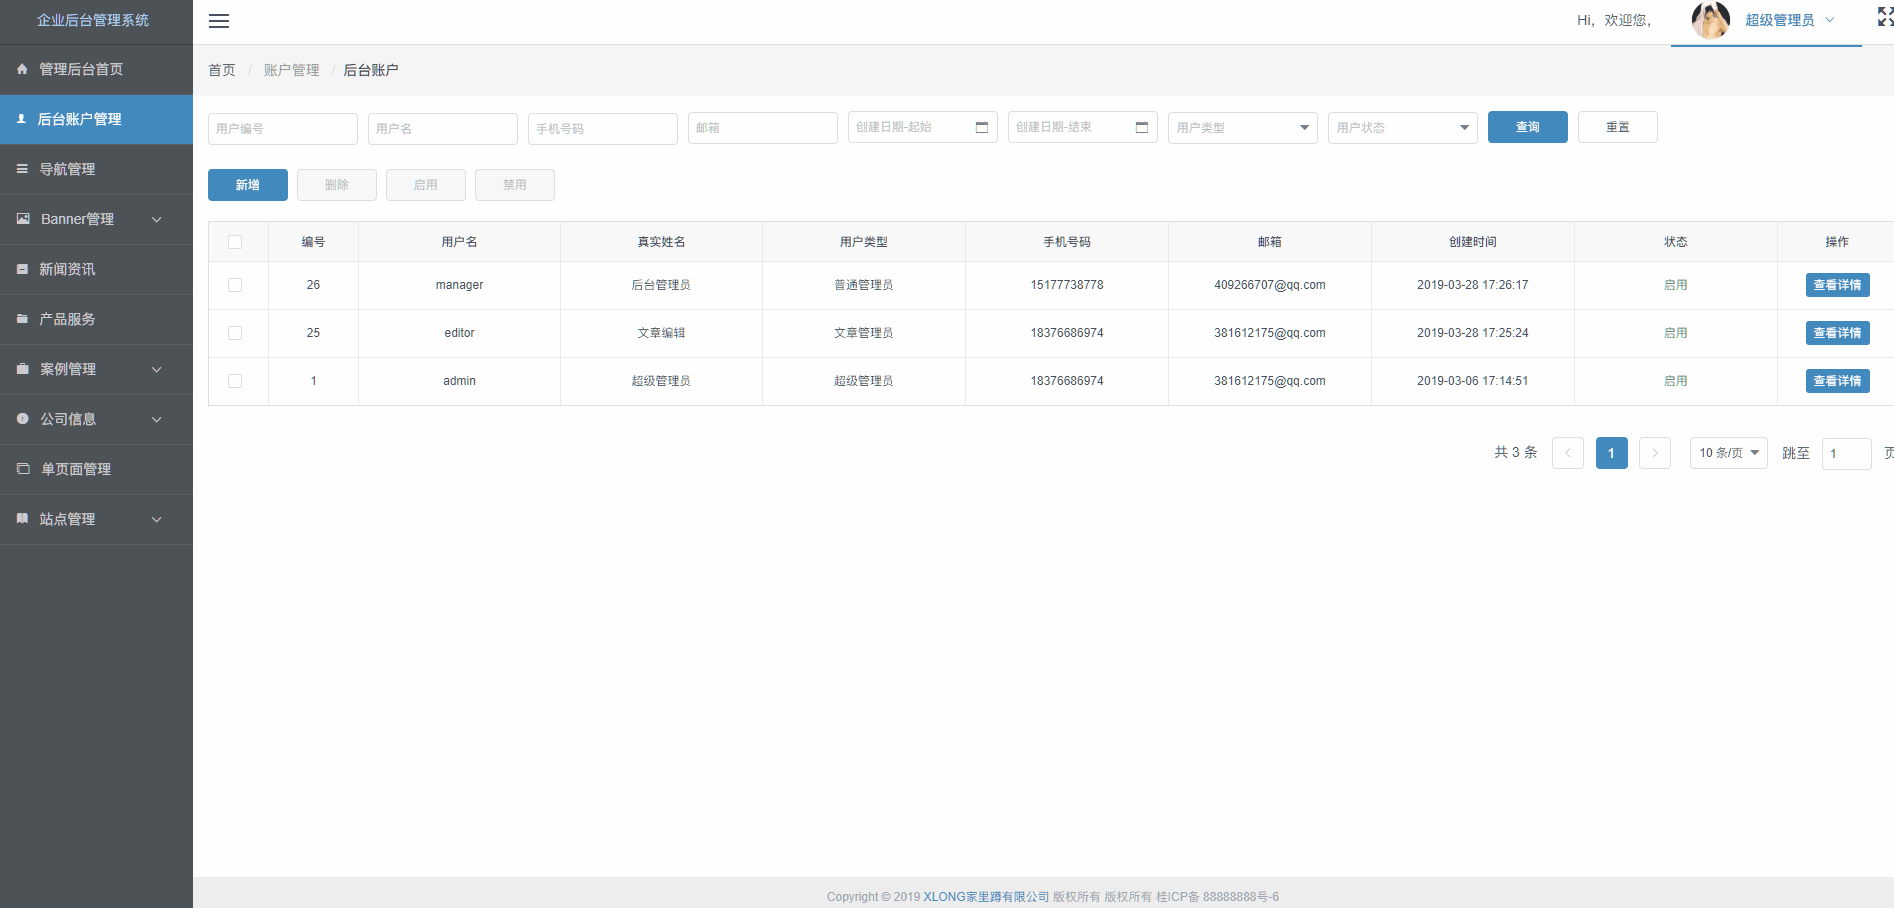 企业后台管理系统
Hi, 欢迎您,
超级管理员
管理后台首页
后台账户管理
导航管理
Banner管理
新闻资讯
产品服务
案例管理
公司信息
单页面管理
站点管理
首页 / 账户管理 / 后台账户
用户编号 用户名 手机号码 邮箱 创建日期-起始 创建日期-结束 用户类型 用户状态 查询 重置
新增 删除 启用 禁用
编号 用户名 真实姓名 用户类型 手机号码 邮箱 创建时间 状态 操作
26 manager 后台管理员 普通管理员 15177738778 409266707@qq.com 2019-03-28 17:26:17 启用 查看详情
25 editor 文章编辑 文章管理员 18376686974 381612175@qq.com 2019-03-28 17:25:24 启用 查看详情
1 admin 超级管理员 超级管理员 18376686974 381612175@qq.com 2019-03-06 17:14:51 启用 查看详情
共 3 条 1 10 条/页 跳至 1 页
Copyright © 2019 XLONG家里蹲有限公司 版权所有 版权所有 桂ICP备 88888888号-6